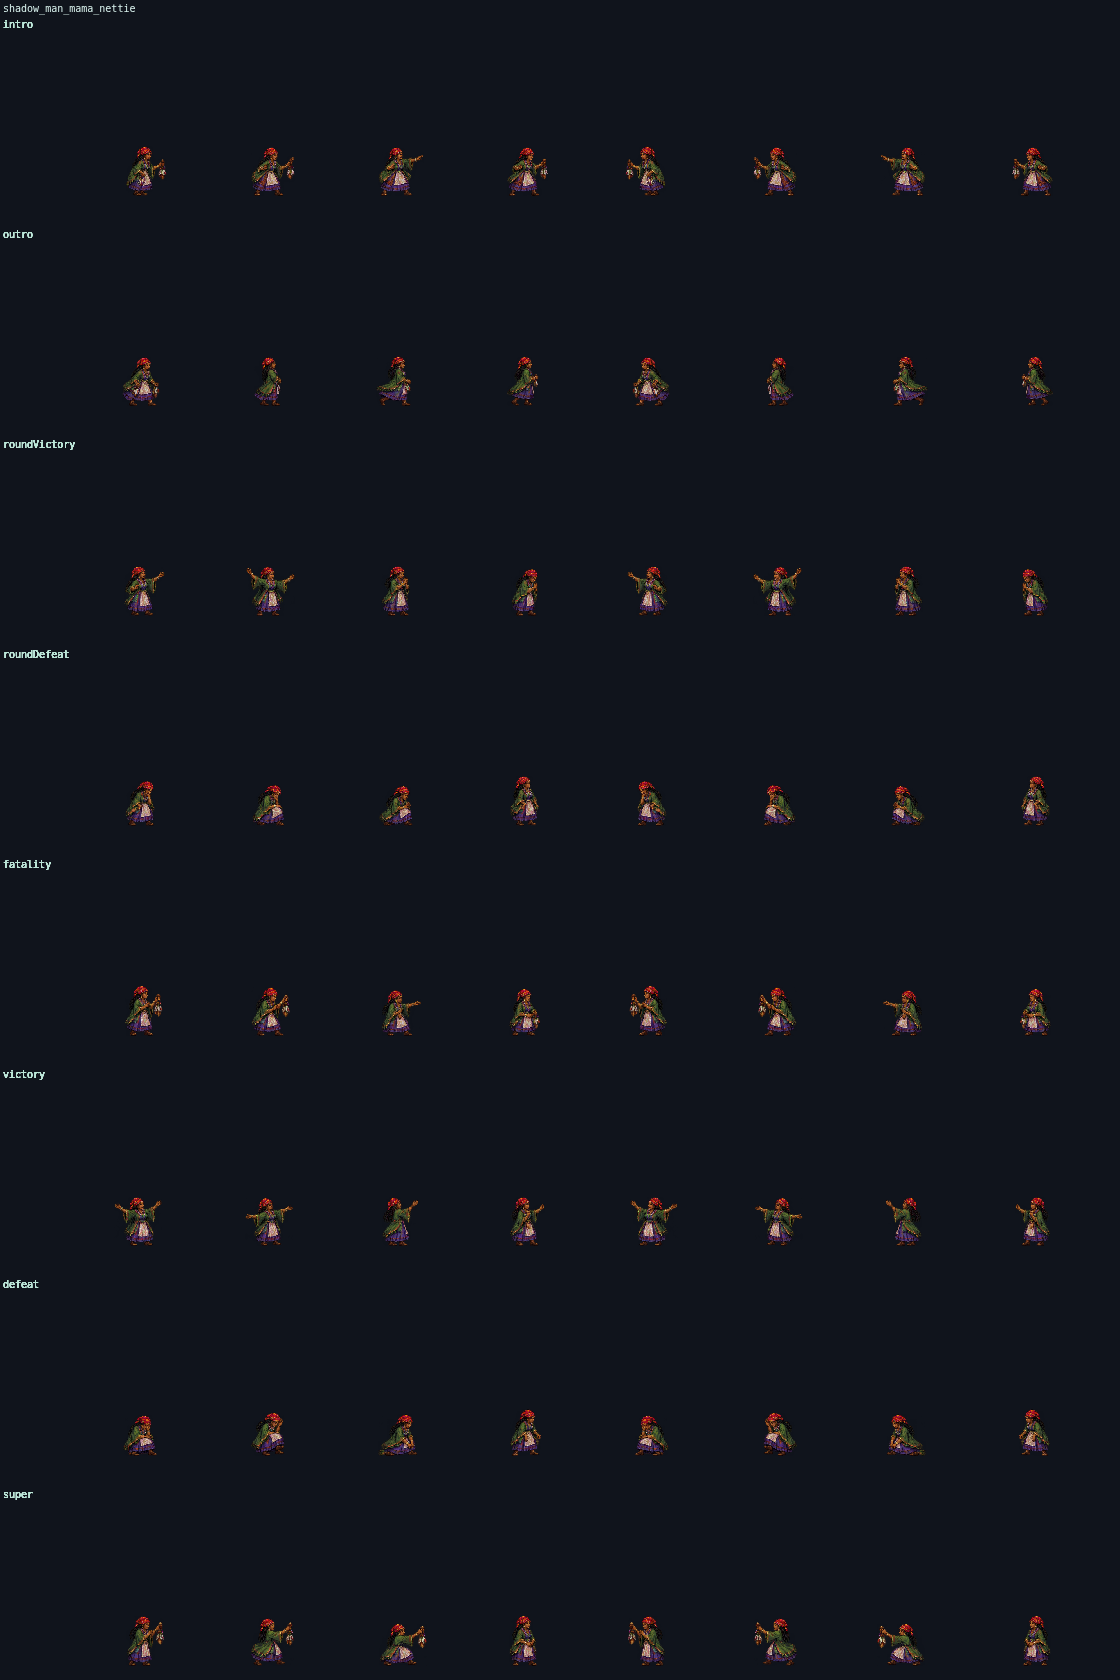 shadow_man_mama_nettie
intro
outro
roundVictory
roundDefeat
fatality
victory
defeat
super